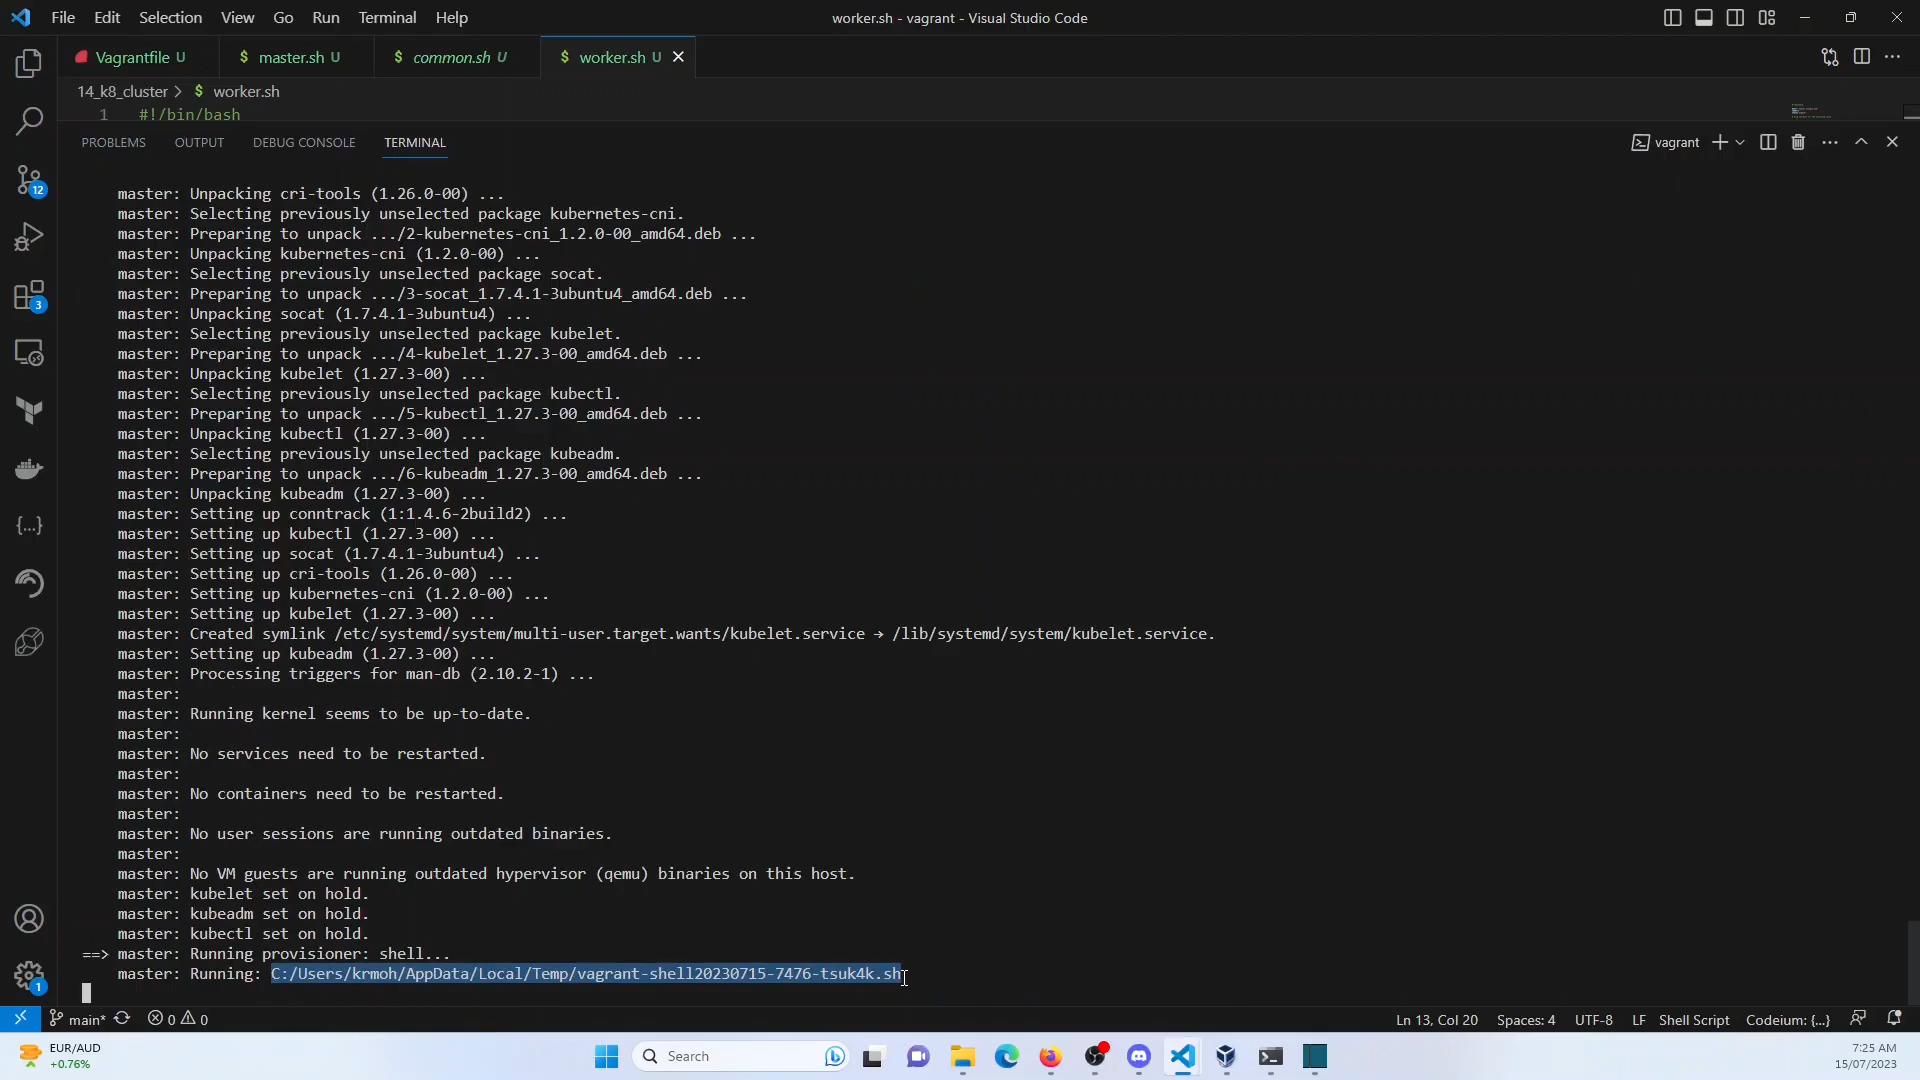 File Edit Selection View Go Run Terminal Help
worker.sh - vagrant - Visual Studio Code
Vagrantfile U
$ master.sh U
$ common.sh U
$ worker.sh U
14_k8_cluster > $ worker.sh
1 #!/bin/bash
PROBLEMS OUTPUT DEBUG CONSOLE TERMINAL
vagrant
master: Unpacking cri-tools (1.26.0-00) ...
master: Selecting previously unselected package kubernetes-cni.
master: Preparing to unpack .../2-kubernetes-cni_1.2.0-00_amd64.deb ...
master: Unpacking kubernetes-cni (1.2.0-00) ...
master: Selecting previously unselected package socat.
master: Preparing to unpack .../3-socat_1.7.4.1-3ubuntu4_amd64.deb ...
master: Unpacking socat (1.7.4.1-3ubuntu4) ...
master: Selecting previously unselected package kubelet.
master: Preparing to unpack .../4-kubelet_1.27.3-00_amd64.deb ...
master: Unpacking kubelet (1.27.3-00) ...
master: Selecting previously unselected package kubectl.
master: Preparing to unpack .../5-kubectl_1.27.3-00_amd64.deb ...
master: Unpacking kubectl (1.27.3-00) ...
master: Selecting previously unselected package kubeadm.
master: Preparing to unpack .../6-kubeadm_1.27.3-00_amd64.deb ...
master: Unpacking kubeadm (1.27.3-00) ...
master: Setting up conntrack (1:1.4.6-2build2) ...
master: Setting up kubectl (1.27.3-00) ...
master: Setting up socat (1.7.4.1-3ubuntu4) ...
master: Setting up cri-tools (1.26.0-00) ...
master: Setting up kubernetes-cni (1.2.0-00) ...
master: Setting up kubelet (1.27.3-00) ...
master: Created symlink /etc/systemd/system/multi-user.target.wants/kubelet.service → /lib/systemd/system/kubelet.service.
master: Setting up kubeadm (1.27.3-00) ...
master: Processing triggers for man-db (2.10.2-1) ...
master:
master: Running kernel seems to be up-to-date.
master:
master: No services need to be restarted.
master:
master: No containers need to be restarted.
master:
master: No user sessions are running outdated binaries.
master:
master: No VM guests are running outdated hypervisor (qemu) binaries on this host.
master: kubelet set on hold.
master: kubeadm set on hold.
master: kubectl set on hold.
==> master: Running provisioner: shell...
master: Running: C:/Users/krmoh/AppData/Local/Temp/vagrant-shell20230715-7476-tsuk4k.sh
12
3
1
main* 0 0
Ln 13, Col 20 Spaces: 4 UTF-8 LF Shell Script Codeium: {...}
EUR/AUD
+0.76%
Search
7:25 AM
15/07/2023